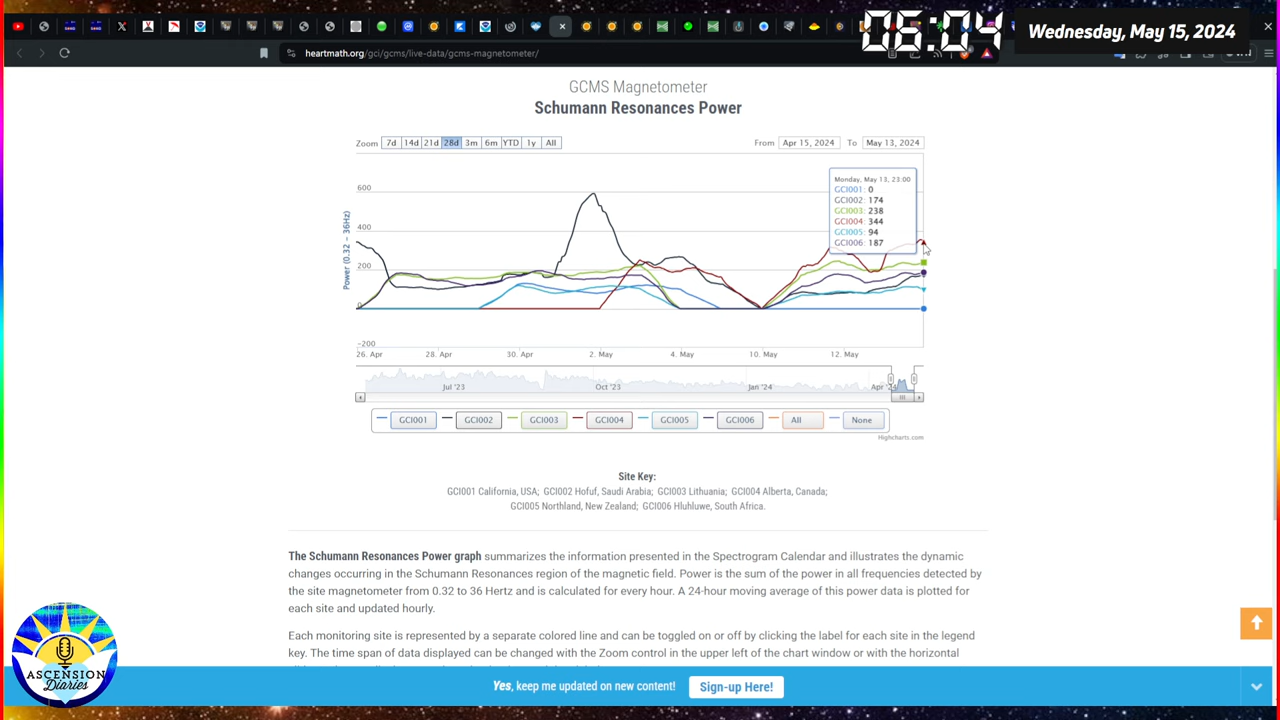 06:04
Wednesday, May 15, 2024
heartmath.org/gci/gcms/live-data/gcms-magnetometer/
GCMS Magnetometer
Schumann Resonances Power
Zoom 7d 14d 21d 28d 3m 6m YTD 1y All
From Apr 15, 2024 To May 13, 2024
Monday, May 13, 23:00
GCI001: 0
GCI002: 174
GCI003: 238
GCI004: 344
GCI005: 94
GCI006: 187
Power (0.32 – 36Hz)
600
400
200
0
-200
26. Apr 28. Apr 30. Apr 2. May 4. May 10. May 12. May
Jul '23 Oct '23 Jan '24 Apr '24
GCI001 GCI002 GCI003 GCI004 GCI005 GCI006 All None
Highcharts.com
Site Key:
GCI001 California, USA; GCI002 Hofuf, Saudi Arabia; GCI003 Lithuania; GCI004 Alberta, Canada;
GCI005 Northland, New Zealand; GCI006 Hluhluwe, South Africa.
The Schumann Resonances Power graph summarizes the information presented in the Spectrogram Calendar and illustrates the dynamic
changes occurring in the Schumann Resonances region of the magnetic field. Power is the sum of the power in all frequencies detected by
the site magnetometer from 0.32 to 36 Hertz and is calculated for every hour. A 24-hour moving average of this power data is plotted for
each site and updated hourly.
Each monitoring site is represented by a separate colored line and can be toggled on or off by clicking the label for each site in the legend
key. The time span of data displayed can be changed with the Zoom control in the upper left of the chart window or with the horizontal
Yes, keep me updated on new content! Sign-up Here!
ASCENSION
Diaries